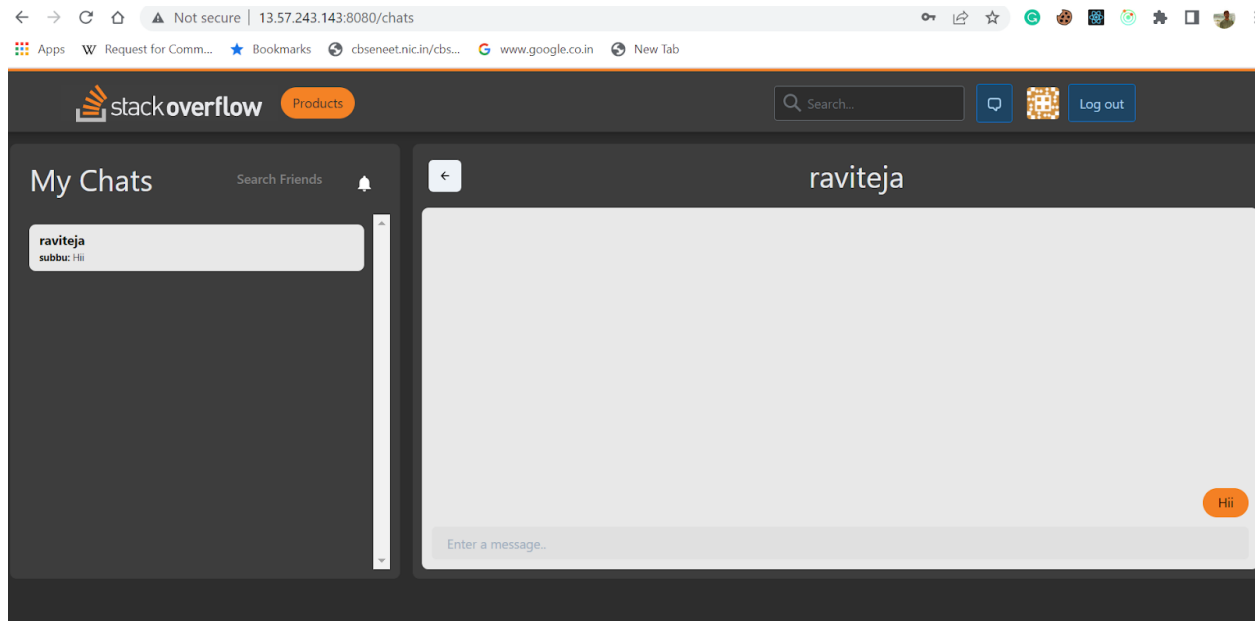 Not secure | 13.57.243.143:8080/chats
Apps W Request for Comm... Bookmarks cbseneet.nic.in/cbs... G www.google.co.in New Tab
stackoverflow Products Search... Log out
My Chats Search Friends
raviteja
raviteja
subbu: Hii
Hii
Enter a message..